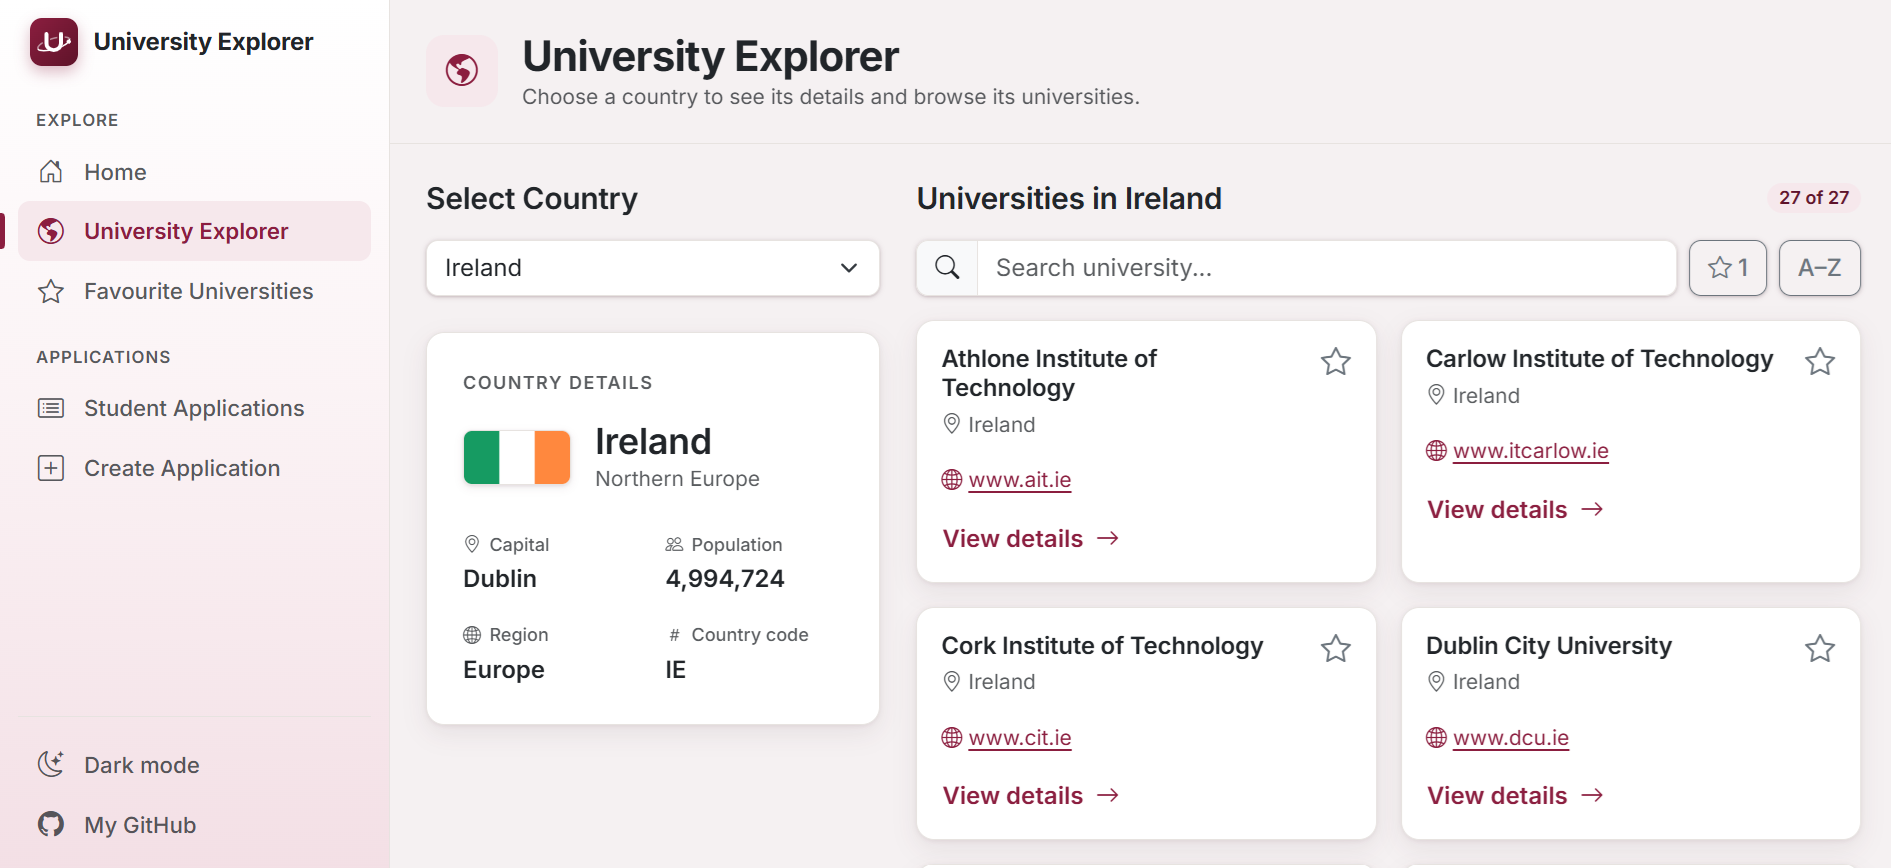 University Explorer
EXPLORE
Home
University Explorer
Favourite Universities
APPLICATIONS
Student Applications
Create Application
Dark mode
My GitHub
University Explorer
Choose a country to see its details and browse its universities.
Select Country
Ireland
COUNTRY DETAILS
Ireland
Northern Europe
Capital
Dublin
Population
4,994,724
Region
Europe
# Country code
IE
Universities in Ireland
27 of 27
Search university...
1
A–Z
Athlone Institute of
Technology
Ireland
www.ait.ie
View details →
Carlow Institute of Technology
Ireland
www.itcarlow.ie
View details →
Cork Institute of Technology
Ireland
www.cit.ie
View details →
Dublin City University
Ireland
www.dcu.ie
View details →